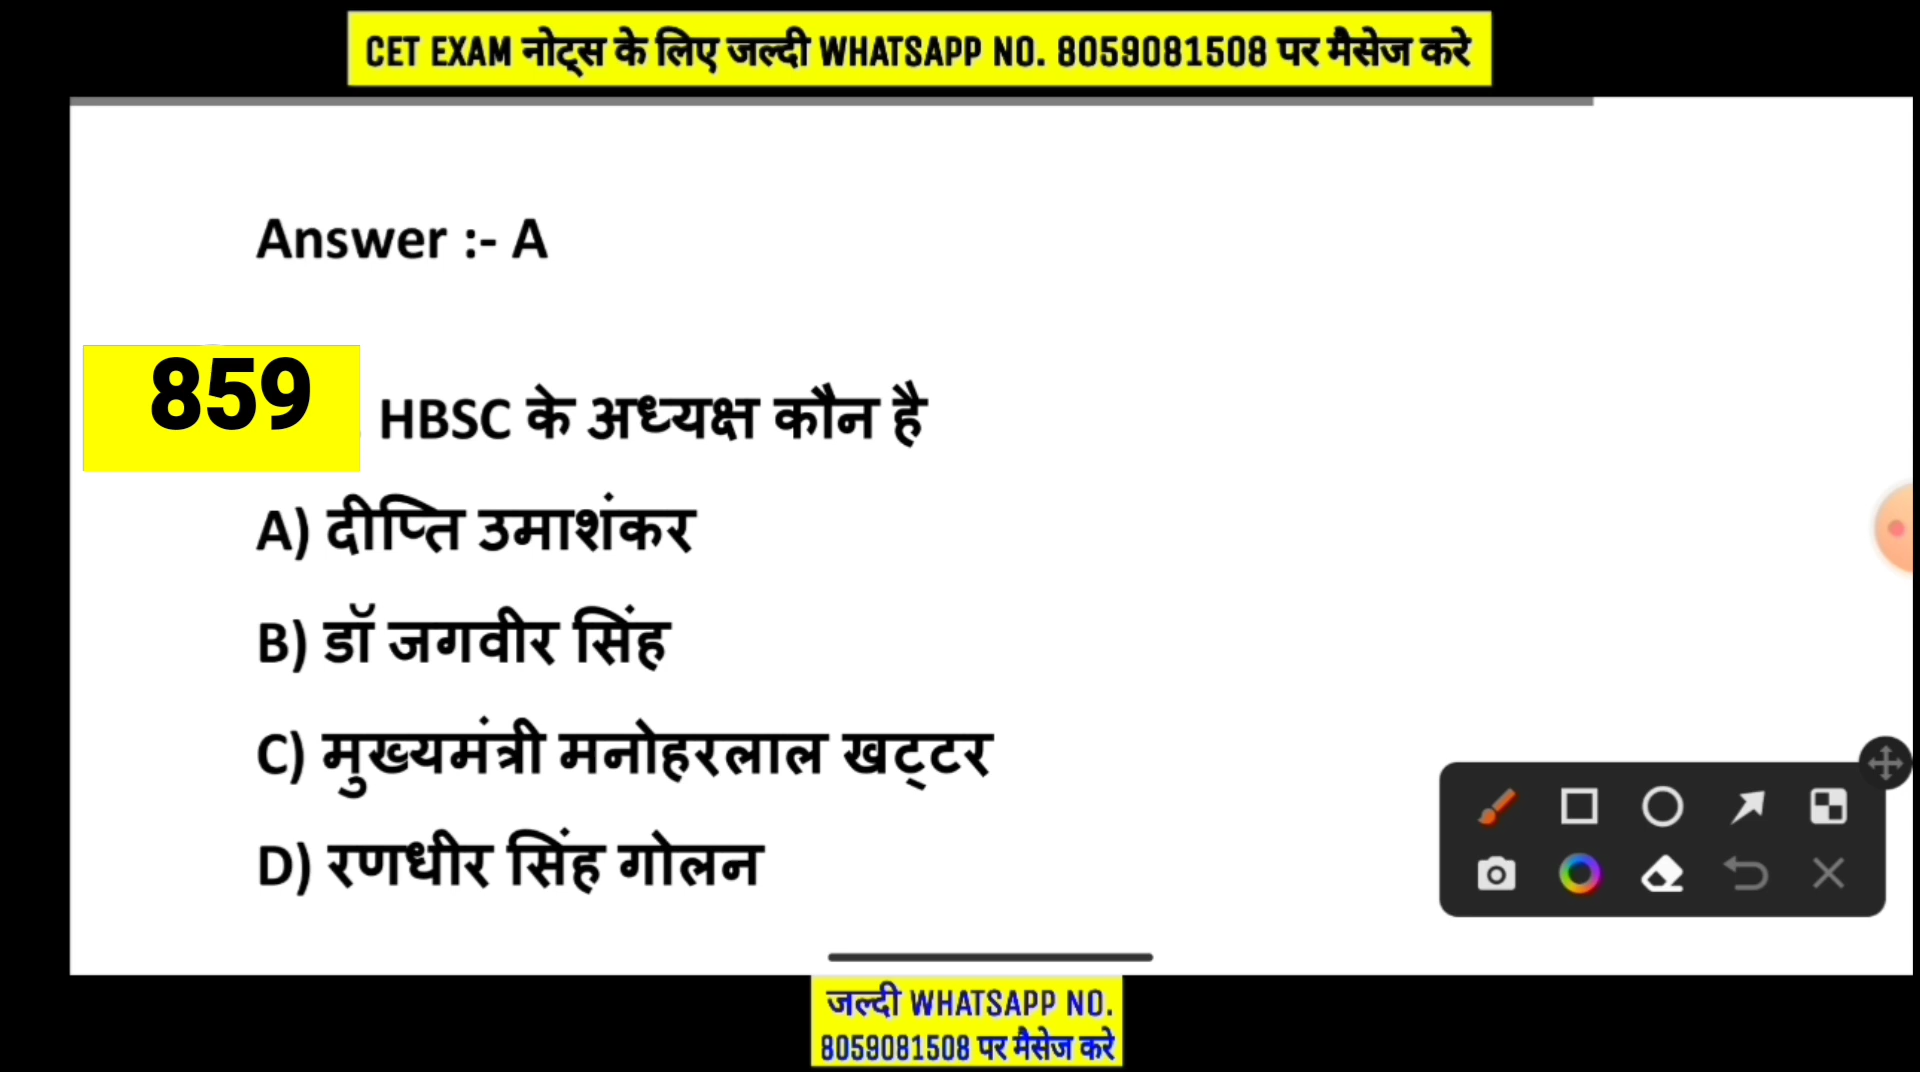 CET EXAM नोट्स के लिए जल्दी WHATSAPP NO. 8059081508 पर मैसेज करे
Answer :- A
859 HBSC के अध्यक्ष कौन है
A) दीप्ति उमाशंकर
B) डॉ जगवीर सिंह
C) मुख्यमंत्री मनोहरलाल खट्टर
D) रणधीर सिंह गोलन
जल्दी WHATSAPP NO.
8059081508 पर मैसेज करे